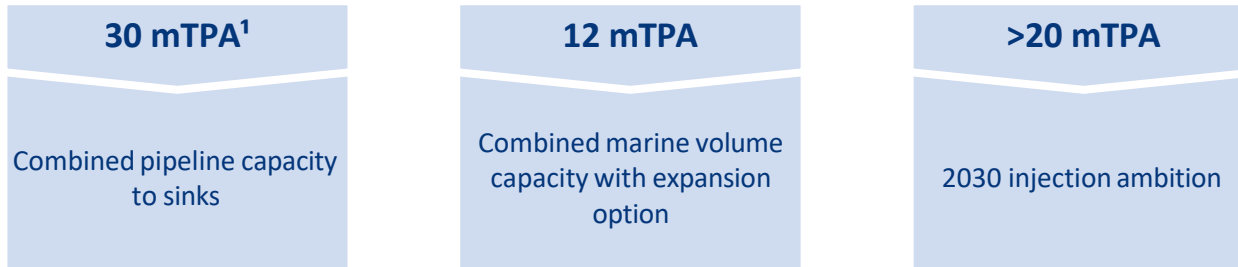 30 mTPA¹
Combined pipeline capacity
to sinks
12 mTPA
Combined marine volume
capacity with expansion
option
>20 mTPA
2030 injection ambition